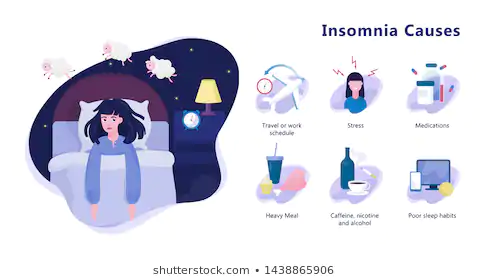 Insomnia Causes
Travel or work
schedule
Stress
Medications
Heavy Meal
Caffeine, nicotine
and alcohol
Poor sleep habits
shutterstock.com • 1438865906